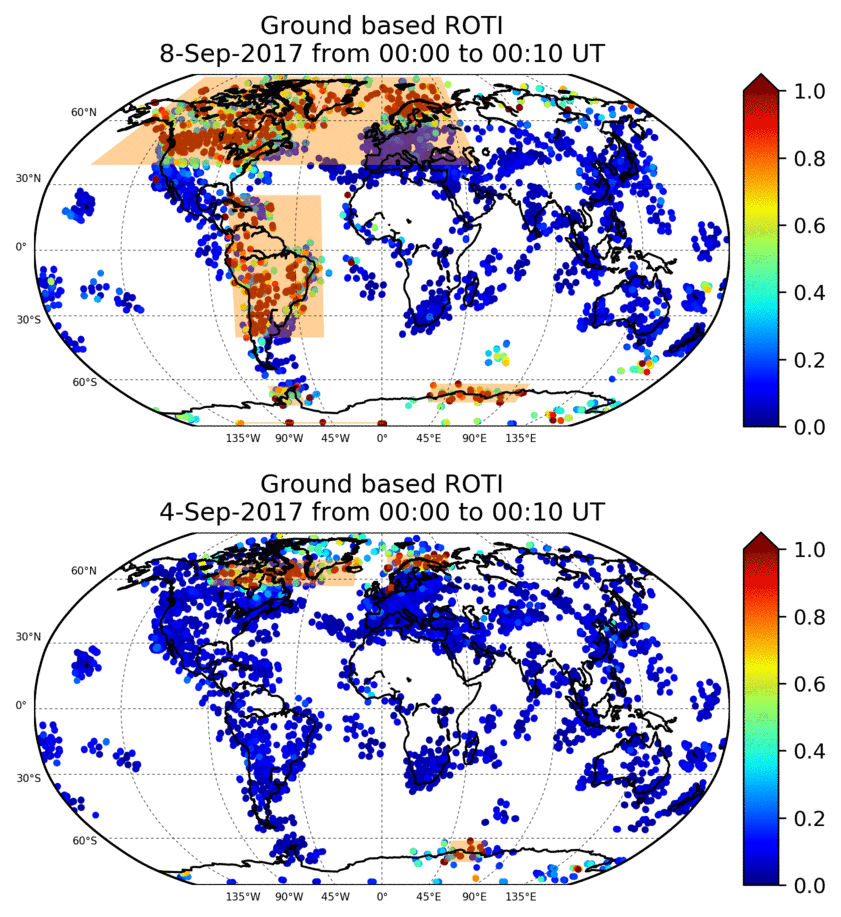 Ground based ROTI
8-Sep-2017 from 00:00 to 00:10 UT
60°N
30°N
0°
30°S
60°S
135°W 90°W 45°W 0° 45°E 90°E 135°E
1.0
0.8
0.6
0.4
0.2
0.0
Ground based ROTI
4-Sep-2017 from 00:00 to 00:10 UT
60°N
30°N
0°
30°S
60°S
135°W 90°W 45°W 0° 45°E 90°E 135°E
1.0
0.8
0.6
0.4
0.2
0.0